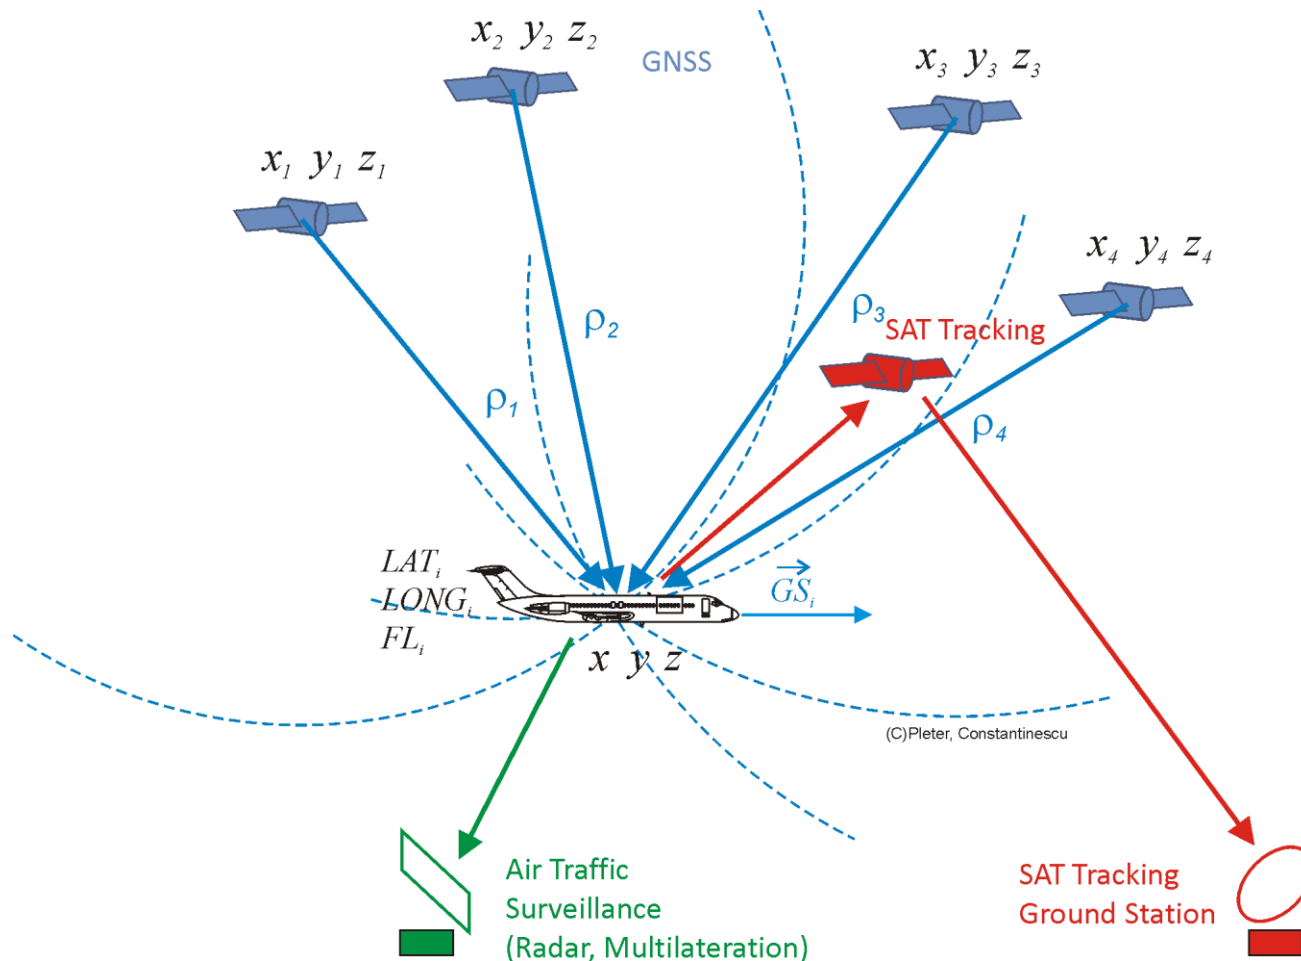 x₂ y₂ z₂
GNSS
x₃ y₃ z₃
x₁ y₁ z₁
x₄ y₄ z₄
ρ₃
ρ₂
SAT Tracking
ρ₁
ρ₄
LATᵢ
LONGᵢ
FLᵢ
GSᵢ
x y z
(C)Pleter, Constantinescu
Air Traffic
Surveillance
(Radar, Multilateration)
SAT Tracking
Ground Station